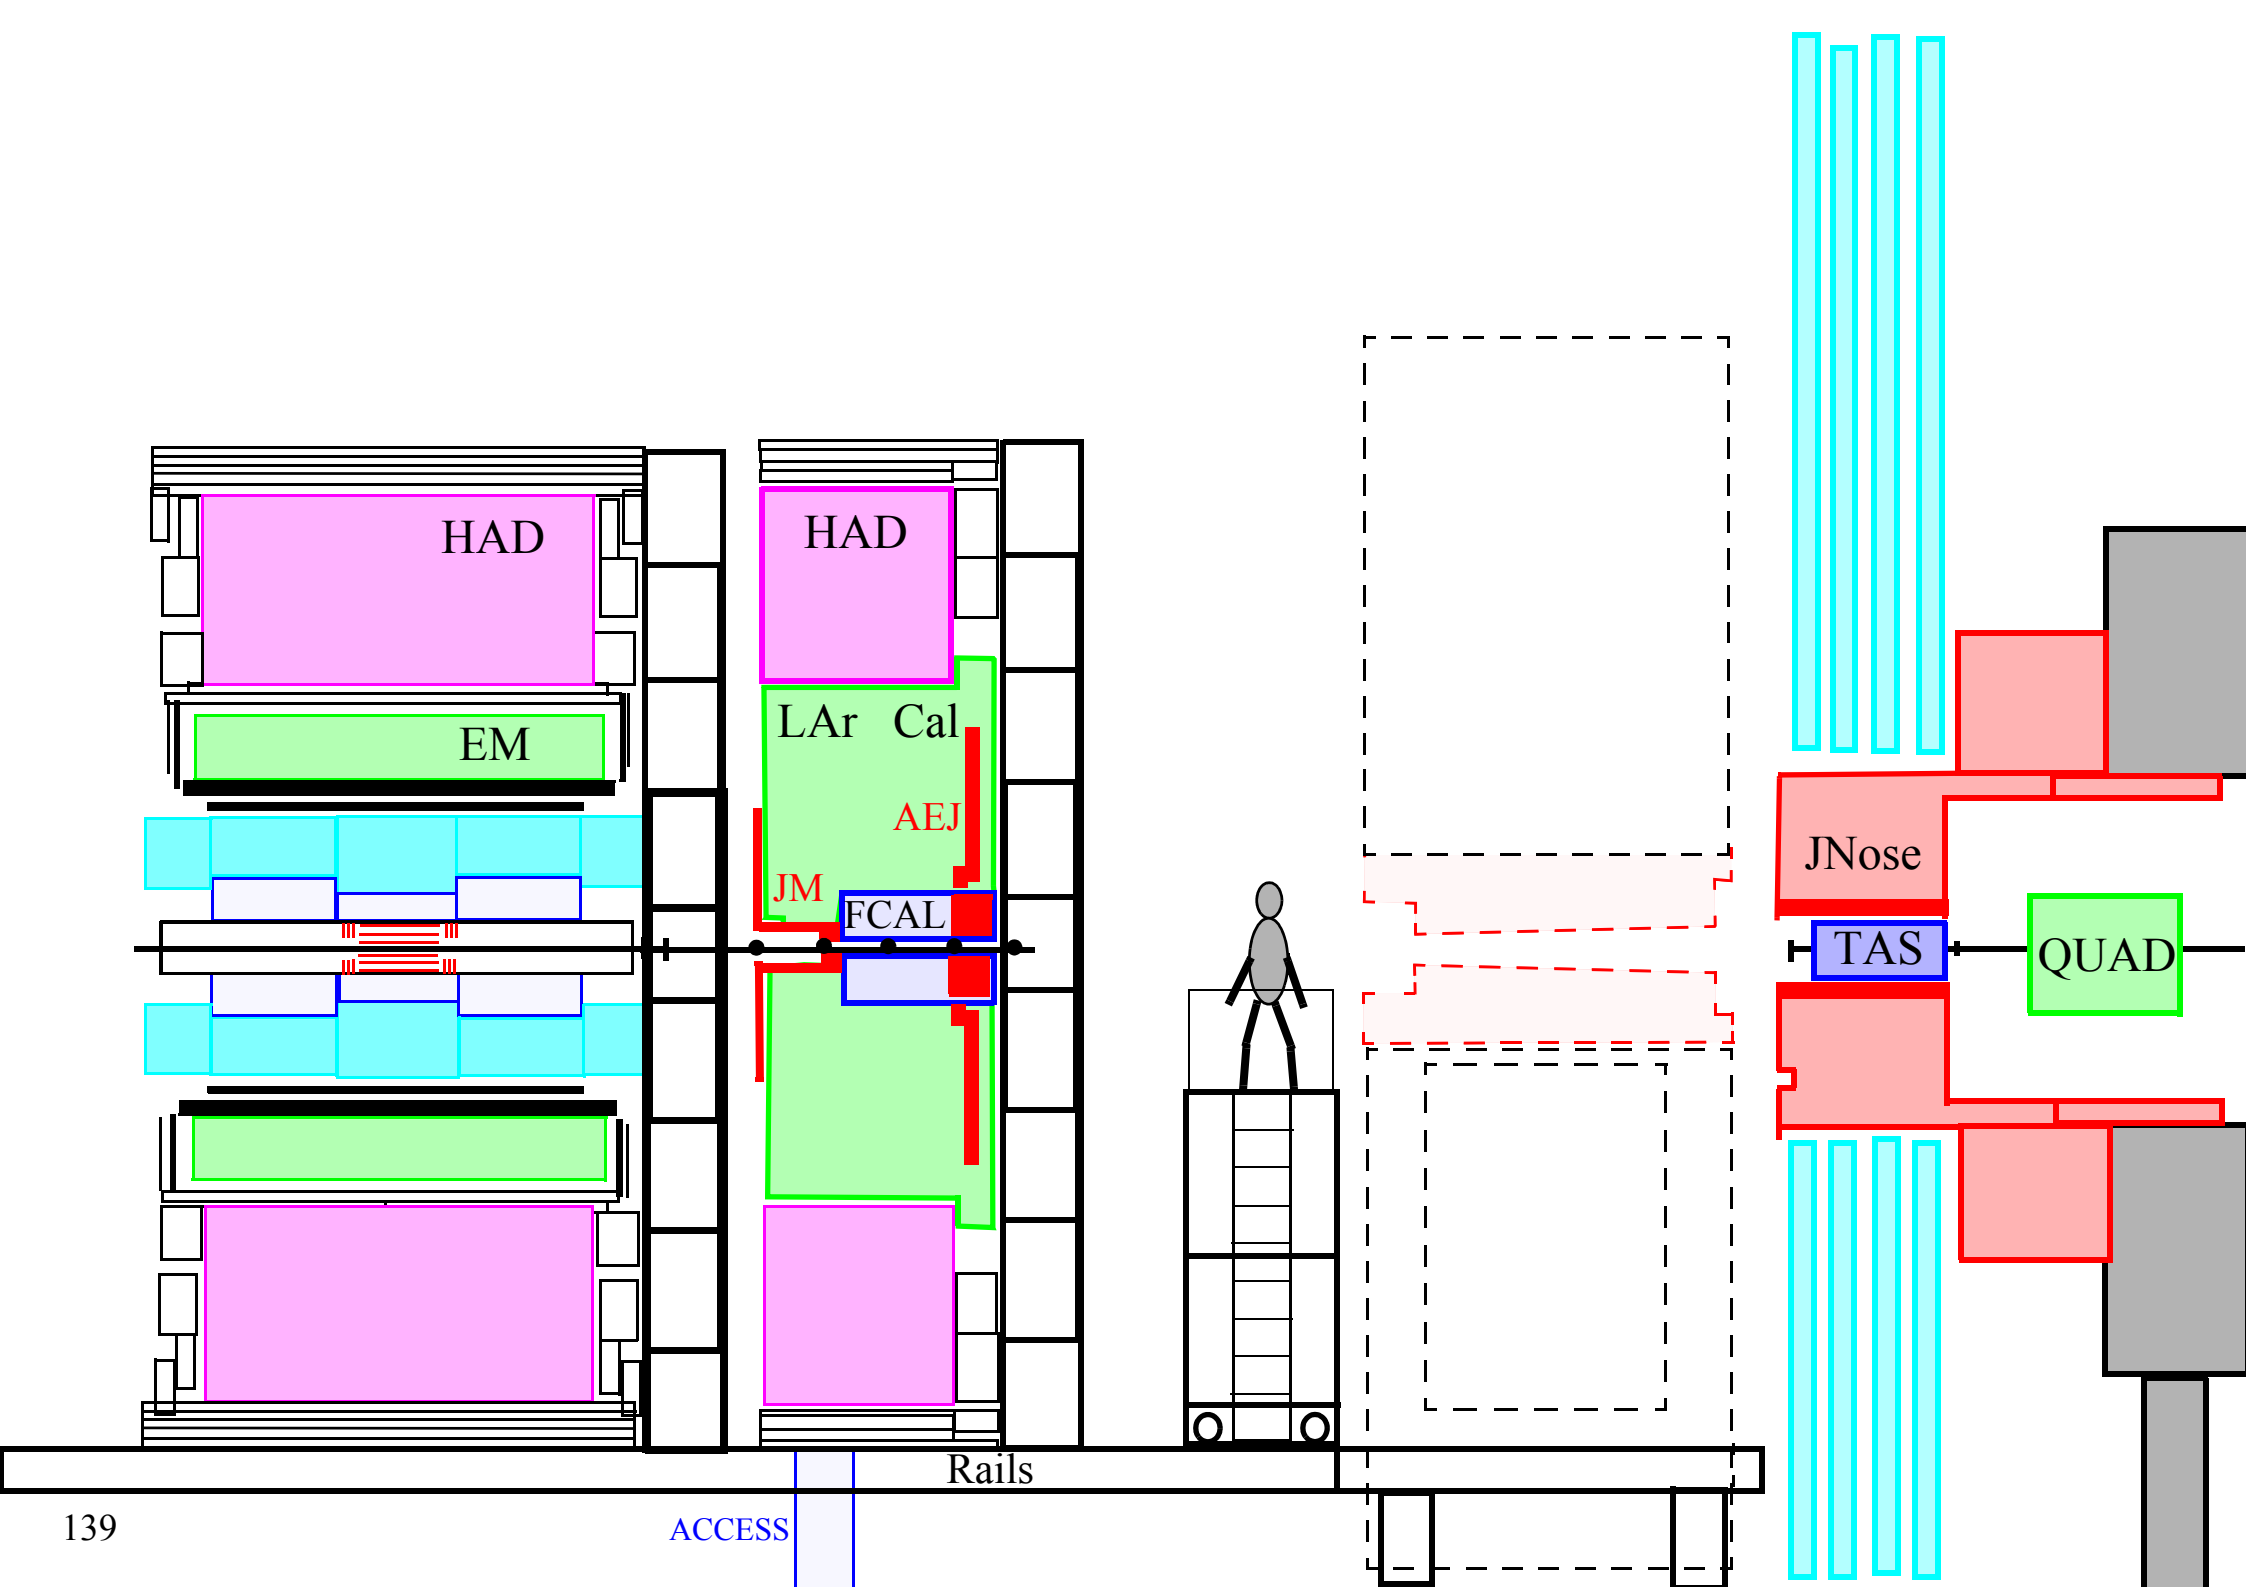 HAD
HAD
LAr Cal
EM
AEJ
JNose
JM
FCAL
TAS
QUAD
Rails
139
ACCESS